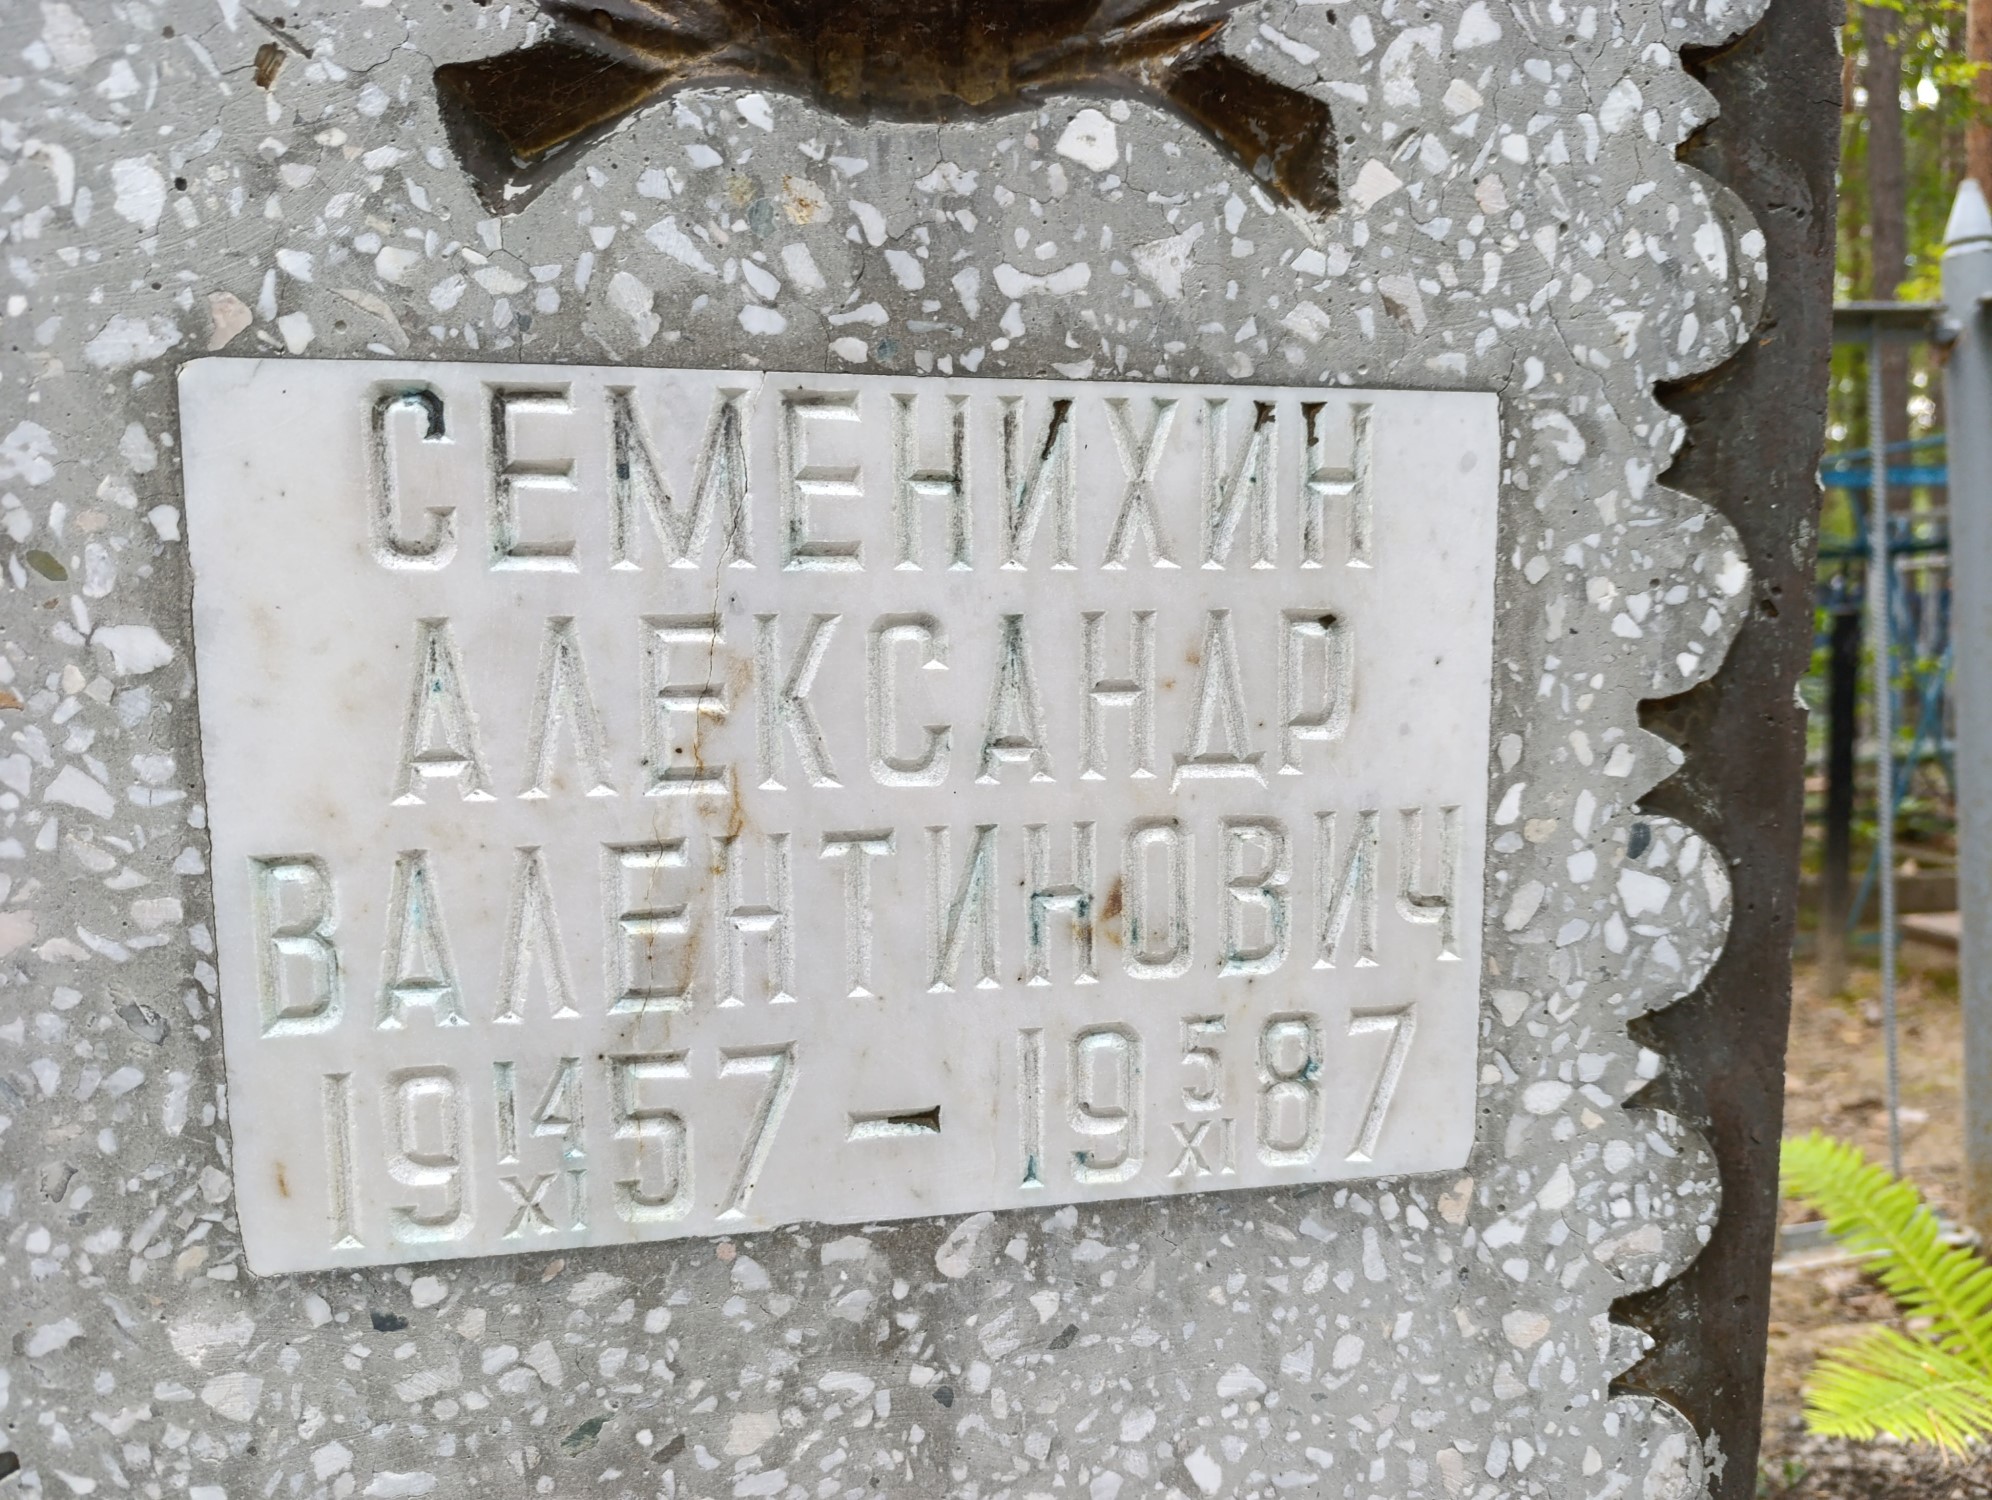 СЕМЕНИХИН
АЛЕКСАНДР
ВАЛЕНТИНОВИЧ
19 14/XI 57 — 19 5/XI 87